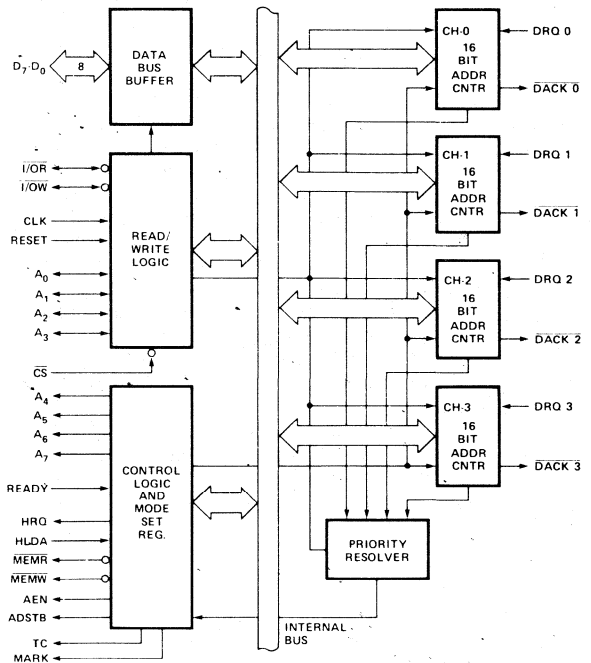 D7-D0
8
DATA
BUS
BUFFER
I/OR
I/OW
CLK
RESET
A0
A1
A2
A3
READ/
WRITE
LOGIC
CS
A4
A5
A6
A7
READY
HRQ
HLDA
MEMR
MEMW
AEN
ADSTB
TC
MARK
CONTROL
LOGIC
AND
MODE
SET
REG.
INTERNAL
BUS
CH-0
16
BIT
ADDR
CNTR
DRQ 0
DACK 0
CH-1
16
BIT
ADDR
CNTR
DRQ 1
DACK 1
CH-2
16
BIT
ADDR
CNTR
DRQ 2
DACK 2
CH-3
16
BIT
ADDR
CNTR
DRQ 3
DACK 3
PRIORITY
RESOLVER